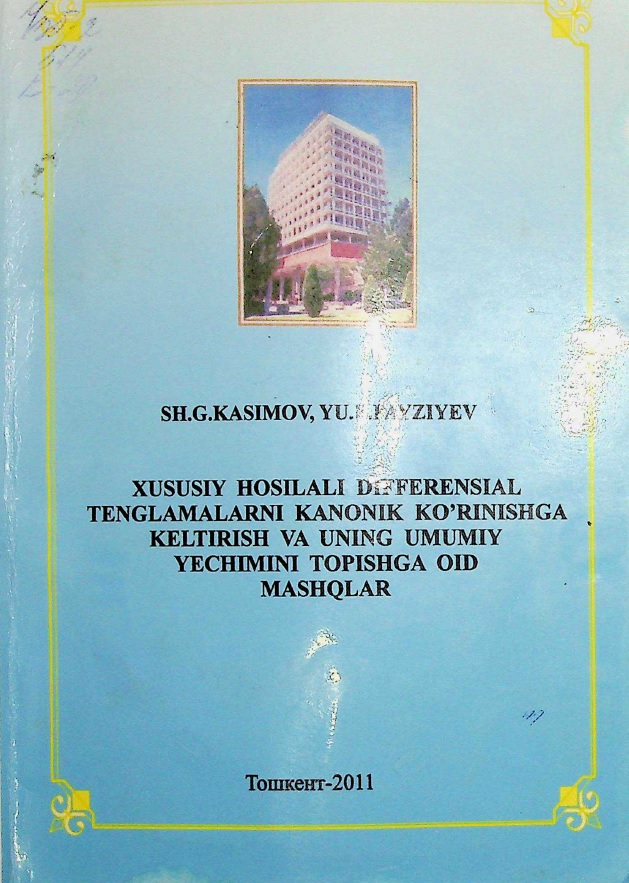 SH.G.KASIMOV, YU.
XUSUSIY HOSILALI DIFFERENSIAL
TENGLAMALARNI KANONIK KO'RINISHGA
KELTIRISH VA UNING UMUMIY
YECHIMINI TOPISHGA OID
MASHQLAR
Тошкент-2011